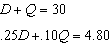 D + Q = 30
.25D + .10Q = 4.80